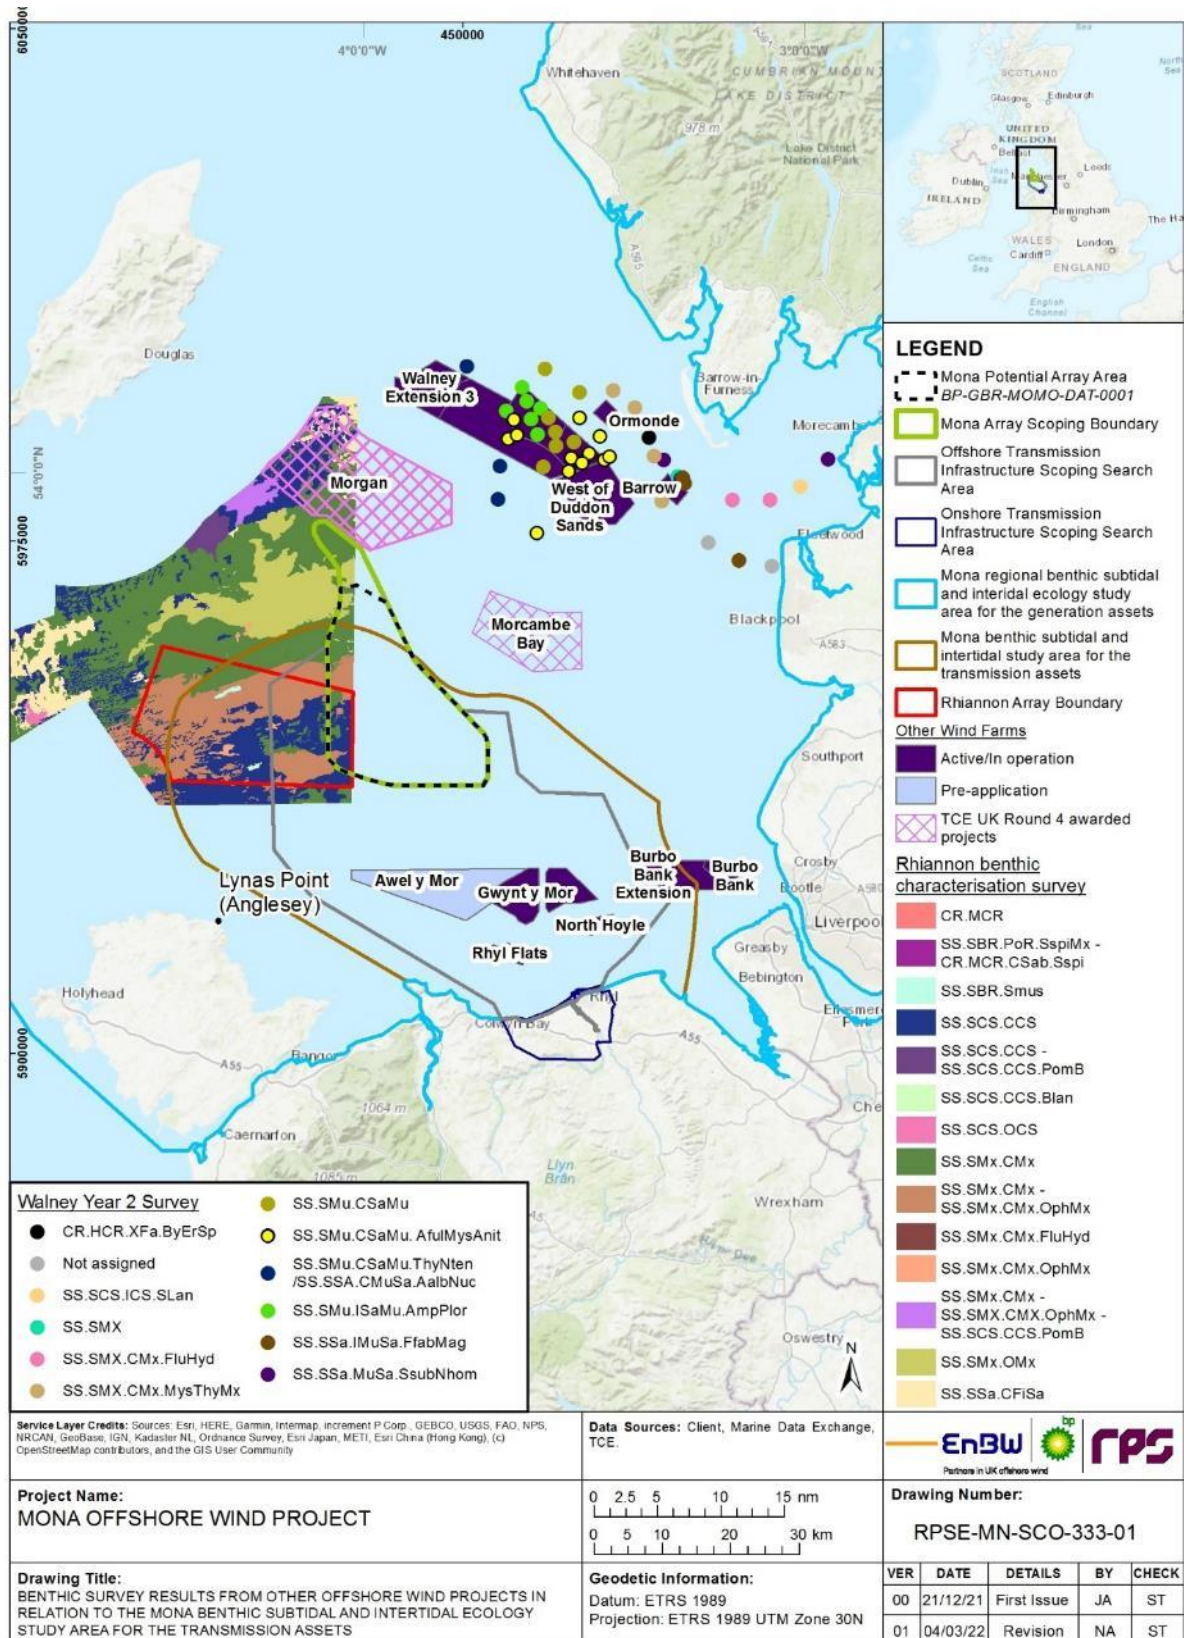 6050000
450000
4°0'0"W
3°0'0"W
A591
Whitehaven
CUMBRIAN MOUNT
LAKE DISTRICT
978 m
Lake District
National Park
A595
Douglas
Walney
Extension 3
Barrow-in-
Furness
Ormonde
Morecambe
54°0'0"N
Morgan
Barrow
West of
Duddon
Sands
5975000
Fleetwood
Morcambe
Bay
Blackpool
A583
Southport
Burbo
Bank
Extension
Burbo
Bank
Crosby
Bootle
A580
Awel y Mor
Lynas Point
(Anglesey)
Gwynt y Mor
North Hoyle
Liverpool
Greasby
Rhyl Flats
Bebington
Holyhead
Rhyl
Ellesmere
Port
Colwyn Bay
A55
5900000
A55
Bangor
1064 m
Che
Caernarfon
1085 m
Llyn
Brân
Wrexham
A5
River Dee
Oswestry
N
SCOTLAND
Glasgow
Edinburgh
North
Sea
UNITED
KINGDOM
Belfast
Irish
Sea
Manchester
Leeds
Dublin
IRELAND
Birmingham
The Ha
WALES
London
Celtic
Sea
Cardiff
ENGLAND
English
Channel
LEGEND
Mona Potential Array Area
BP-GBR-MOMO-DAT-0001
Mona Array Scoping Boundary
Offshore Transmission
Infrastructure Scoping Search
Area
Onshore Transmission
Infrastructure Scoping Search
Area
Mona regional benthic subtidal
and interidal ecology study
area for the generation assets
Mona benthic subtidal and
intertidal study area for the
transmission assets
Rhiannon Array Boundary
Other Wind Farms
Active/In operation
Pre-application
TCE UK Round 4 awarded
projects
Rhiannon benthic
characterisation survey
CR.MCR
SS.SBR.PoR.SspiMx -
CR.MCR.CSab.Sspi
SS.SBR.Smus
SS.SCS.CCS
SS.SCS.CCS -
SS.SCS.CCS.PomB
SS.SCS.CCS.Blan
SS.SCS.OCS
SS.SMx.CMx
SS.SMx.CMx -
SS.SMx.CMx.OphMx
SS.SMx.CMx.FluHyd
SS.SMx.CMx.OphMx
SS.SMx.CMx -
SS.SMX.CMX.OphMx -
SS.SCS.CCS.PomB
SS.SMx.OMx
SS.SSa.CFiSa
Walney Year 2 Survey
CR.HCR.XFa.ByErSp
Not assigned
SS.SCS.ICS.SLan
SS.SMX
SS.SMX.CMx.FluHyd
SS.SMX.CMx.MysThyMx
SS.SMu.CSaMu
SS.SMu.CSaMu. AfulMysAnit
SS.SMu.CSaMu.ThyNten
/SS.SSA.CMuSa.AalbNuc
SS.SMu.ISaMu.AmpPlor
SS.SSa.IMuSa.FfabMag
SS.SSa.MuSa.SsubNhom
Service Layer Credits: Sources: Esri, HERE, Garmin, Intermap, increment P Corp., GEBCO, USGS, FAO, NPS,
NRCAN, GeoBase, IGN, Kadaster NL, Ordnance Survey, Esri Japan, METI, Esri China (Hong Kong), (c)
OpenStreetMap contributors, and the GIS User Community
Data Sources: Client, Marine Data Exchange,
TCE.
EnBW
bp
rps
Partners in UK offshore wind
Project Name:
MONA OFFSHORE WIND PROJECT
0 2.5 5 10 15 nm
0 5 10 20 30 km
Drawing Number:
RPSE-MN-SCO-333-01
Drawing Title:
BENTHIC SURVEY RESULTS FROM OTHER OFFSHORE WIND PROJECTS IN
RELATION TO THE MONA BENTHIC SUBTIDAL AND INTERTIDAL ECOLOGY
STUDY AREA FOR THE TRANSMISSION ASSETS
Geodetic Information:
Datum: ETRS 1989
Projection: ETRS 1989 UTM Zone 30N
VER DATE DETAILS BY CHECK
00 21/12/21 First Issue JA ST
01 04/03/22 Revision NA ST